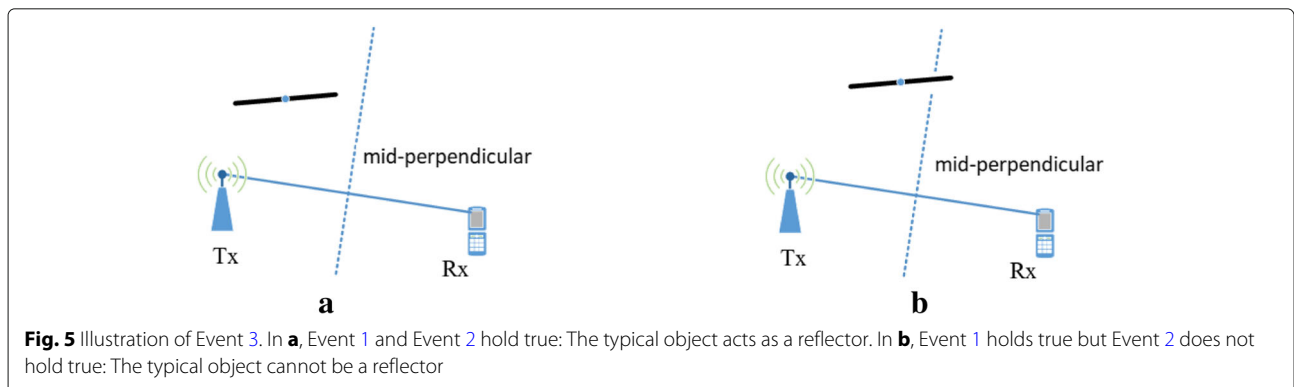 mid-perpendicular
mid-perpendicular
Tx
Rx
Tx
Rx
a
b
Fig. 5 Illustration of Event 3. In a, Event 1 and Event 2 hold true: The typical object acts as a reflector. In b, Event 1 holds true but Event 2 does not
hold true: The typical object cannot be a reflector